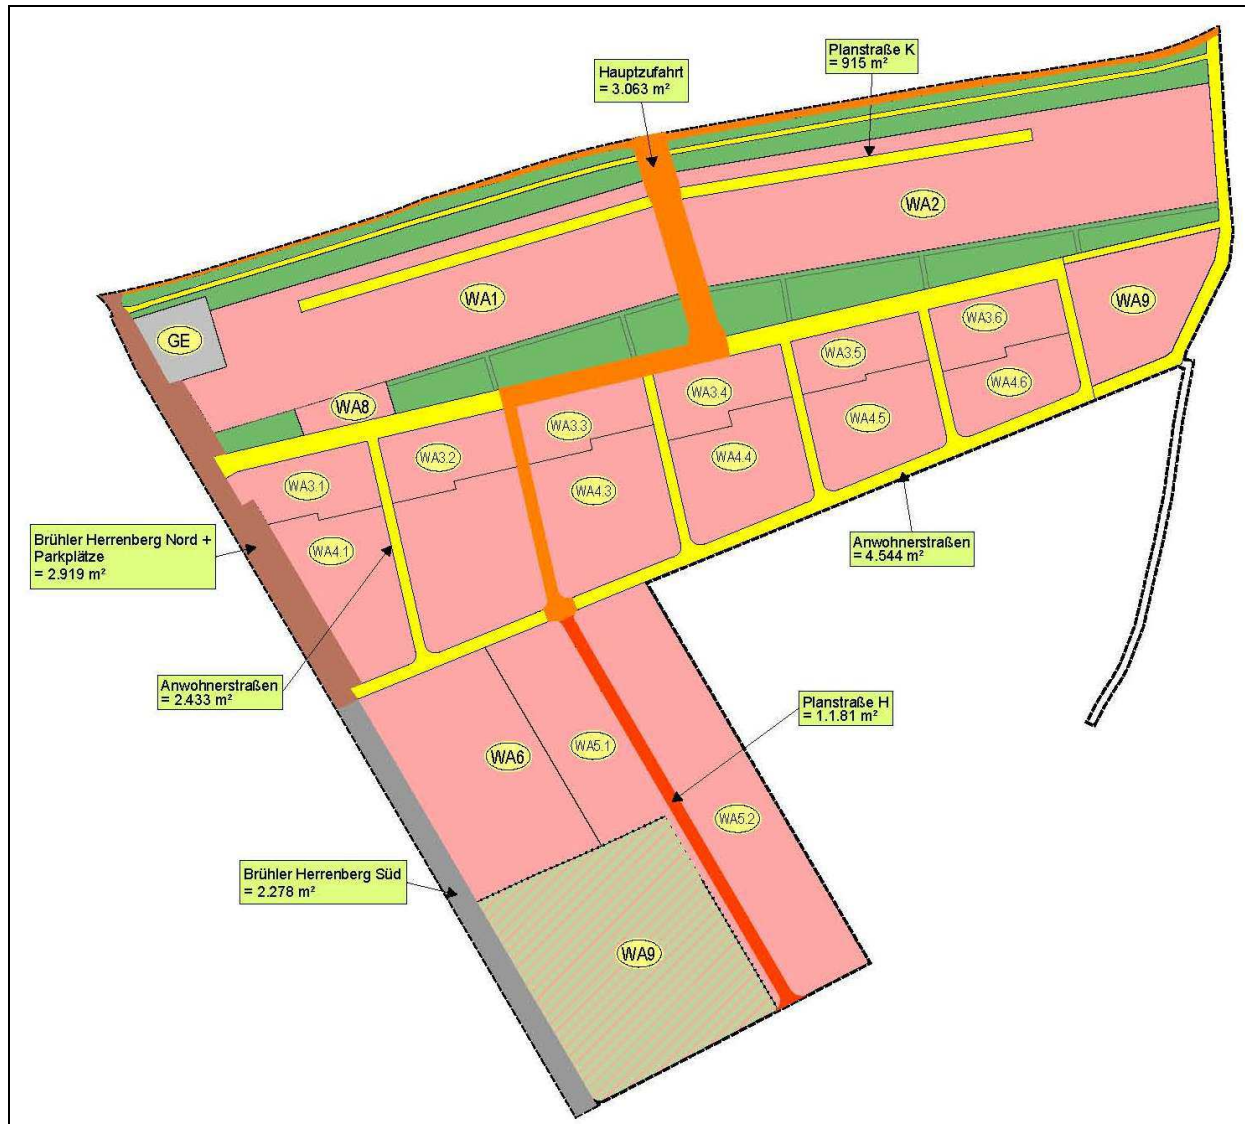 Planstraße K
= 915 m²
Hauptzufahrt
= 3.063 m²
WA2
WA1
WA9
GE
WA3.6
WA3.5
WA4.6
WA3.4
WA8
WA4.5
WA3.3
WA3.2
WA4.4
WA3.1
WA4.3
Brühler Herrenberg Nord +
Parkplätze
= 2.919 m²
WA4.1
Anwohnerstraßen
= 4.544 m²
Anwohnerstraßen
= 2.433 m²
Planstraße H
= 1.1.81 m²
WA5.1
WA6
WA5.2
Brühler Herrenberg Süd
= 2.278 m²
WA9